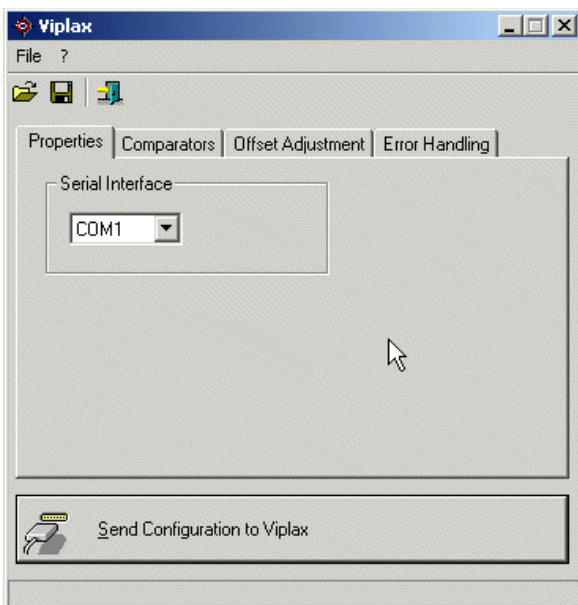 Viplax
File ?
Properties Comparators Offset Adjustment Error Handling
Serial Interface
COM1
Send Configuration to Viplax